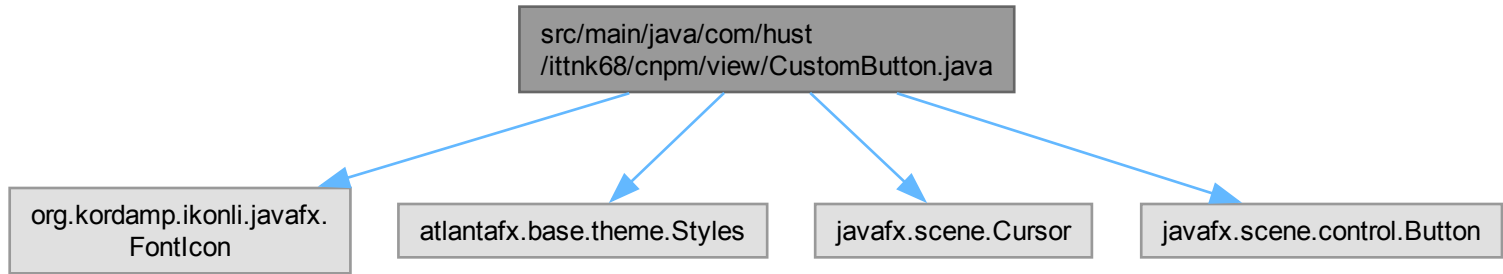 src/main/java/com/hust
/ittnk68/cnpm/view/CustomButton.java
org.kordamp.ikonli.javafx.
FontIcon
atlantafx.base.theme.Styles
javafx.scene.Cursor
javafx.scene.control.Button